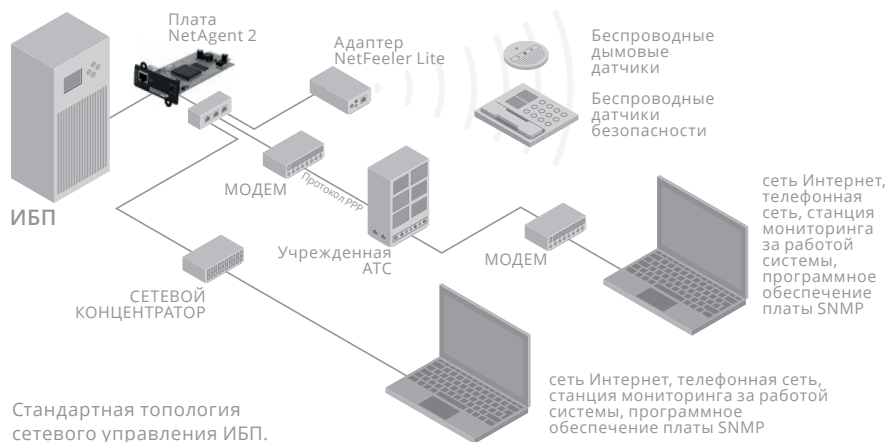 Плата
NetAgent 2
Адаптер
NetFeeler Lite
Беспроводные
дымовые
датчики
Беспроводные
датчики
безопасности
ИБП
МОДЕМ
Протокол PPP
Учрежденная
АТС
МОДЕМ
сеть Интернет,
телефонная
сеть, станция
мониторинга
за работой
системы,
программное
обеспечение
платы SNMP
СЕТЕВОЙ
КОНЦЕНТРАТОР
сеть Интернет, телефонная сеть,
станция мониторинга за работой
системы, программное
обеспечение платы SNMP
Стандартная топология
сетевого управления ИБП.